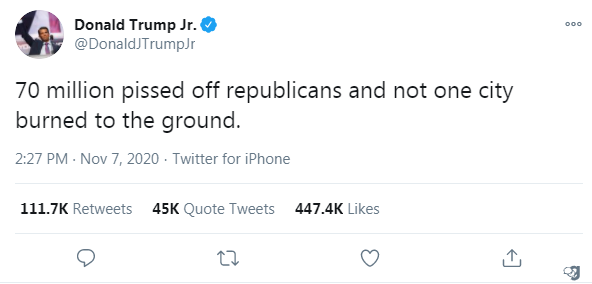 Donald Trump Jr.
@DonaldJTrumpJr
70 million pissed off republicans and not one city
burned to the ground.
2:27 PM · Nov 7, 2020 · Twitter for iPhone
111.7K Retweets 45K Quote Tweets 447.4K Likes